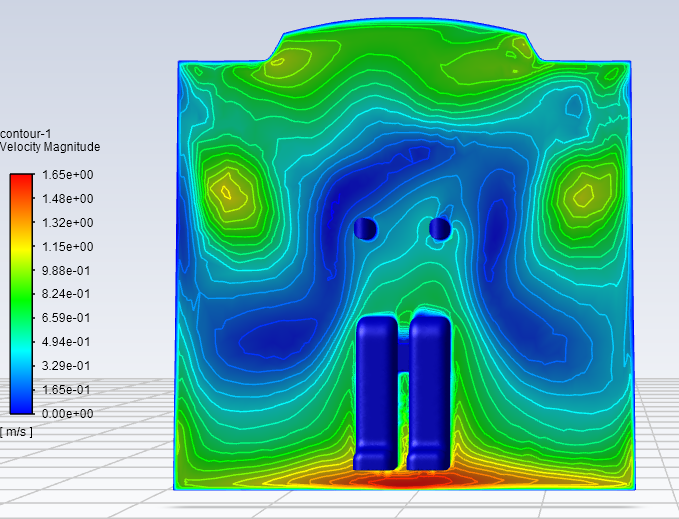 contour-1
Velocity Magnitude
1.65e+00
1.48e+00
1.32e+00
1.15e+00
9.88e-01
8.24e-01
6.59e-01
4.94e-01
3.29e-01
1.65e-01
0.00e+00
[ m/s ]